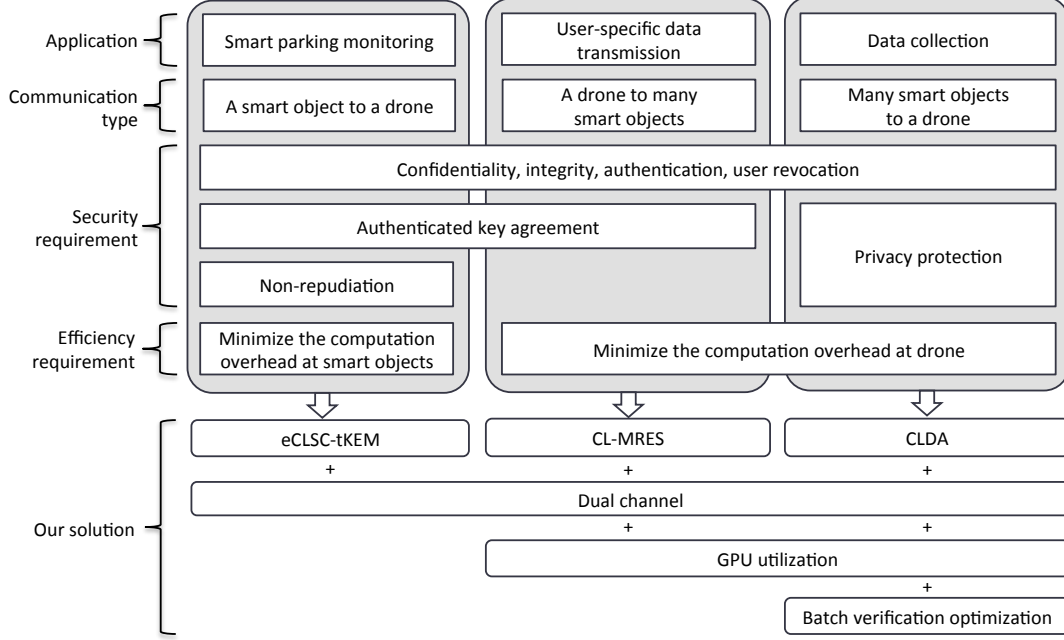 Application
Smart parking monitoring
User-specific data
transmission
Data collection
Communication
type
A smart object to a drone
A drone to many
smart objects
Many smart objects
to a drone
Security
requirement
Confidentiality, integrity, authentication, user revocation
Authenticated key agreement
Privacy protection
Non-repudiation
Efficiency
requirement
Minimize the computation
overhead at smart objects
Minimize the computation overhead at drone
Our solution
eCLSC-tKEM
CL-MRES
CLDA
+
+
+
Dual channel
+
+
GPU utilization
+
Batch verification optimization